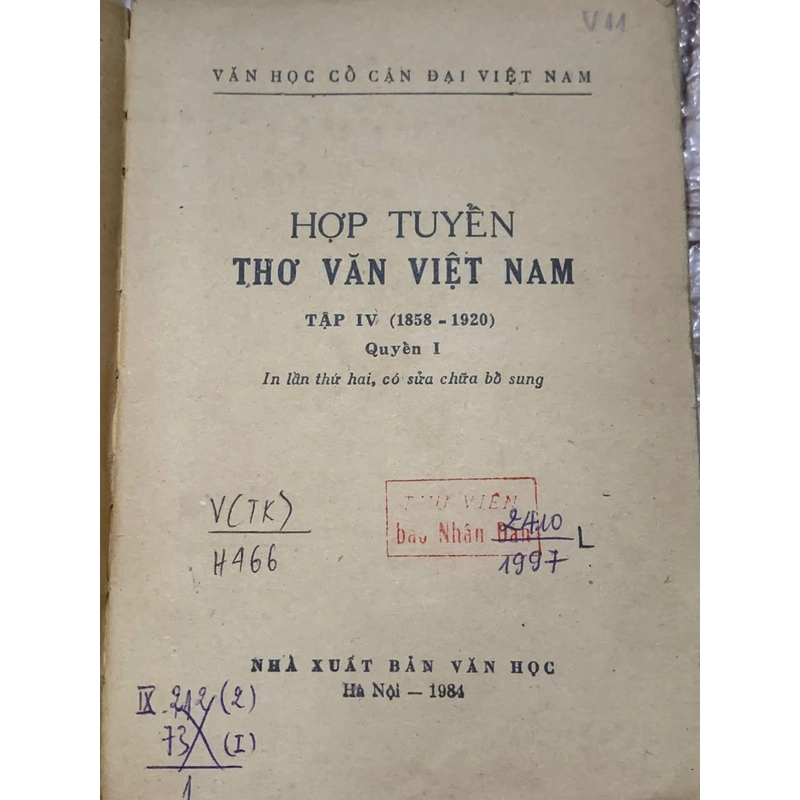 V11
VĂN HỌC CỔ CẬN ĐẠI VIỆT NAM
HỢP TUYỂN
THƠ VĂN VIỆT NAM
TẬP IV (1858 - 1920)
Quyển I
In lần thứ hai, có sửa chữa bổ sung
V(TK)
H466
THƯ VIỆN
báo Nhân Dân
2410
1997 L
NHÀ XUẤT BẢN VĂN HỌC
Hà Nội — 1984
IX 212 (2)
73 (I)
1